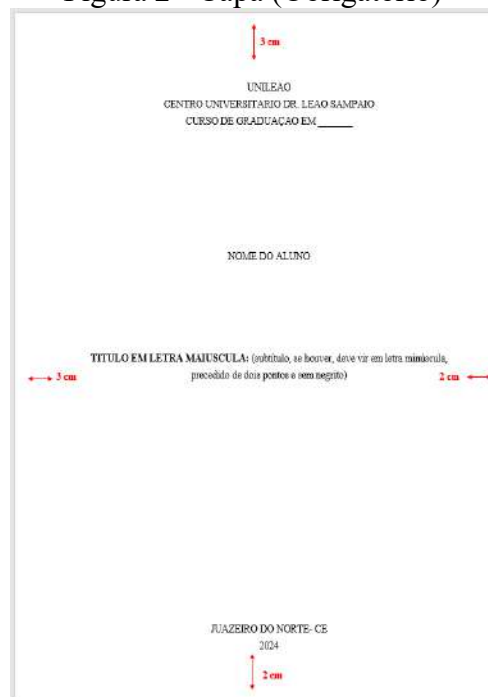 Figura 2 – Capa (Obrigatório)
3 cm
UNILEAO
CENTRO UNIVERSITARIO DR. LEAO SAMPAIO
CURSO DE GRADUAÇAO EM ______
NOME DO ALUNO
TITULO EM LETRA MAIUSCULA: (subtítulo, se houver, deve vir em letra minúscula,
precedido de dois pontos e sem negrito)
3 cm
2 cm
JUAZEIRO DO NORTE- CE
2024
2 cm